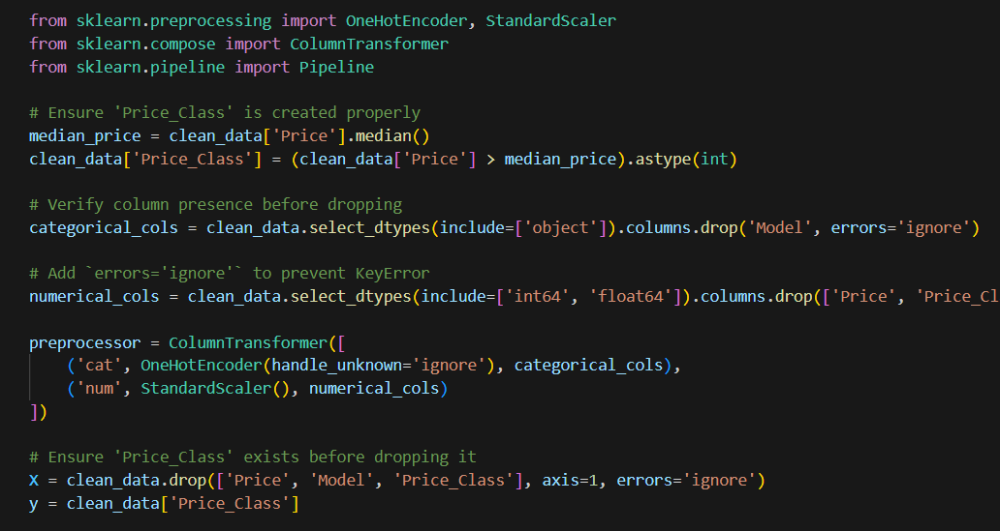 from sklearn.preprocessing import OneHotEncoder, StandardScaler
from sklearn.compose import ColumnTransformer
from sklearn.pipeline import Pipeline
# Ensure 'Price_Class' is created properly
median_price = clean_data['Price'].median()
clean_data['Price_Class'] = (clean_data['Price'] > median_price).astype(int)
# Verify column presence before dropping
categorical_cols = clean_data.select_dtypes(include=['object']).columns.drop('Model', errors='ignore')
# Add `errors='ignore'` to prevent KeyError
numerical_cols = clean_data.select_dtypes(include=['int64', 'float64']).columns.drop(['Price', 'Price_Cl
preprocessor = ColumnTransformer([
    ('cat', OneHotEncoder(handle_unknown='ignore'), categorical_cols),
    ('num', StandardScaler(), numerical_cols)
])
# Ensure 'Price_Class' exists before dropping it
X = clean_data.drop(['Price', 'Model', 'Price_Class'], axis=1, errors='ignore')
y = clean_data['Price_Class']